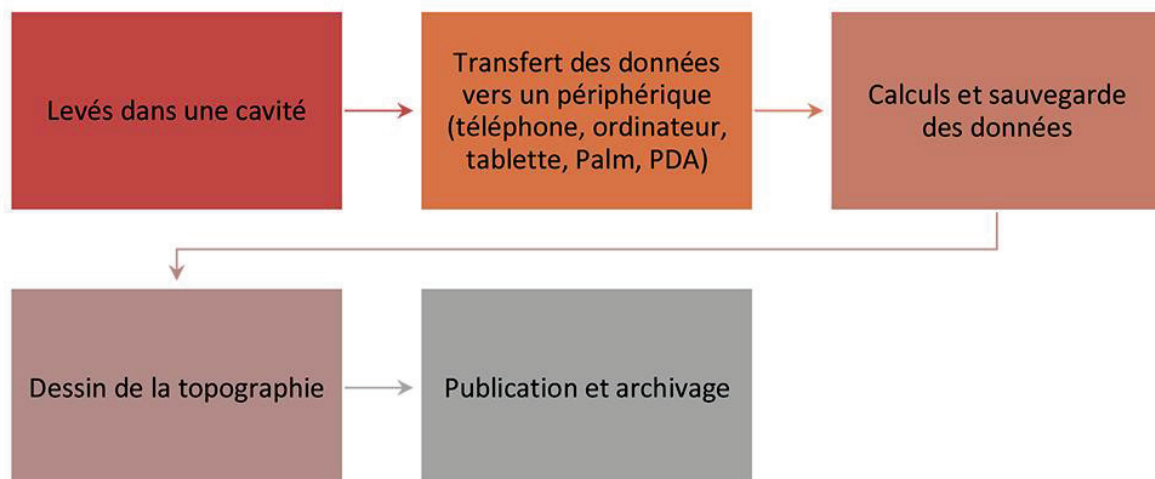 Levés dans une cavité
Transfert des données
vers un périphérique
(téléphone, ordinateur,
tablette, Palm, PDA)
Calculs et sauvegarde
des données
Dessin de la topographie
Publication et archivage